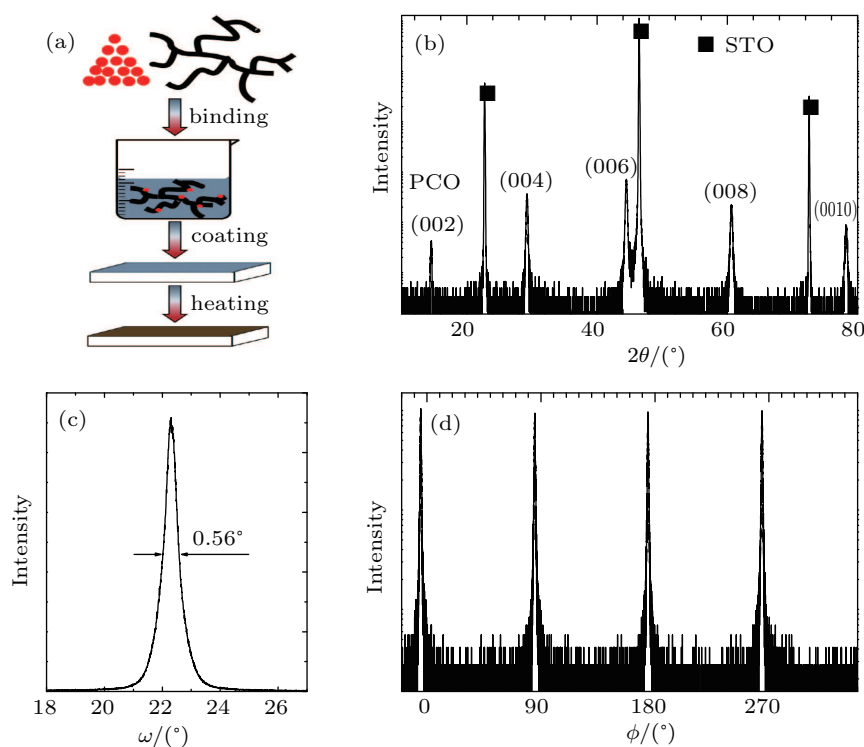 (a)
binding
coating
heating
(b)
■ STO
Intensity
PCO
(002)
(004)
(006)
(008)
(0010)
20 40 60 80
2θ/(°)
(c)
Intensity
0.56°
18 20 22 24 26
ω/(°)
(d)
Intensity
0 90 180 270
ϕ/(°)